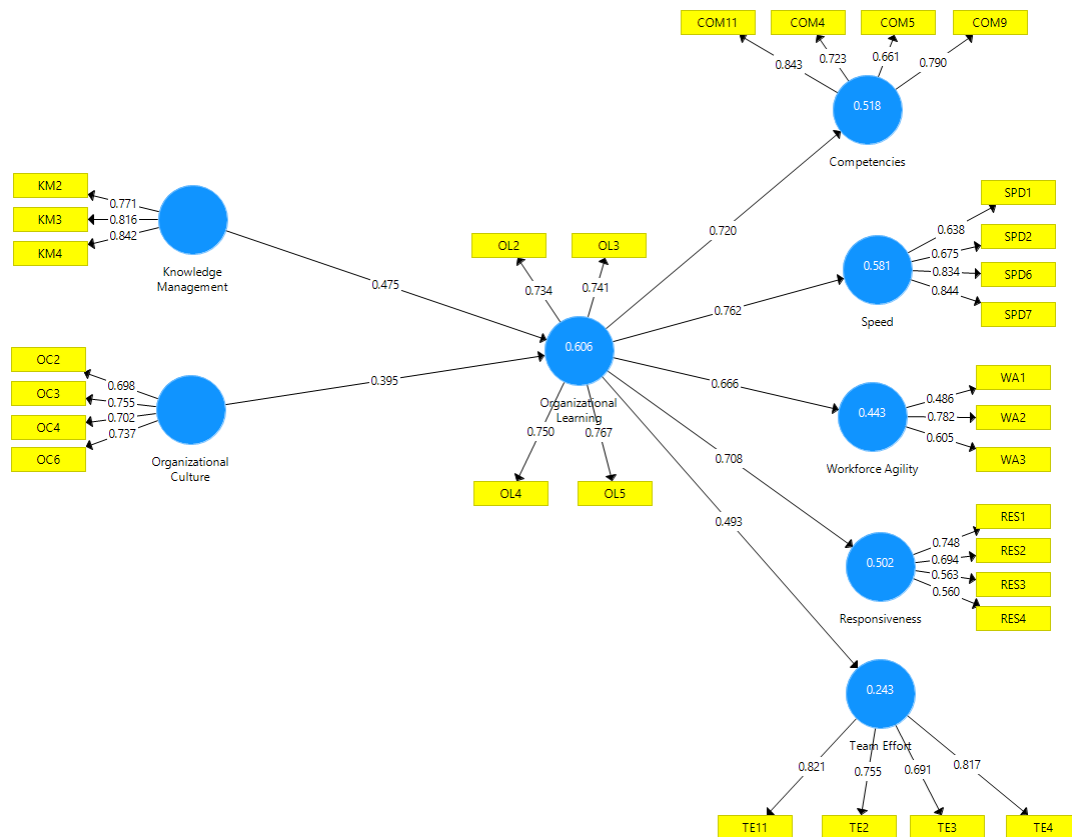 COM11
COM4
COM5
COM9
0.843
0.723
0.661
0.790
0.518
Competencies
KM2
KM3
KM4
0.771
0.816
0.842
Knowledge
Management
0.475
OC2
OC3
OC4
OC6
0.698
0.755
0.702
0.737
Organizational
Culture
0.395
OL2
OL3
0.734
0.741
0.606
Organizational
Learning
0.750
0.767
OL4
OL5
0.720
0.762
0.666
0.708
0.493
SPD1
SPD2
SPD6
SPD7
0.638
0.675
0.834
0.844
0.581
Speed
WA1
WA2
WA3
0.486
0.782
0.605
0.443
Workforce Agility
RES1
RES2
RES3
RES4
0.748
0.694
0.563
0.560
0.502
Responsiveness
0.243
Team Effort
0.821
0.755
0.691
0.817
TE11
TE2
TE3
TE4